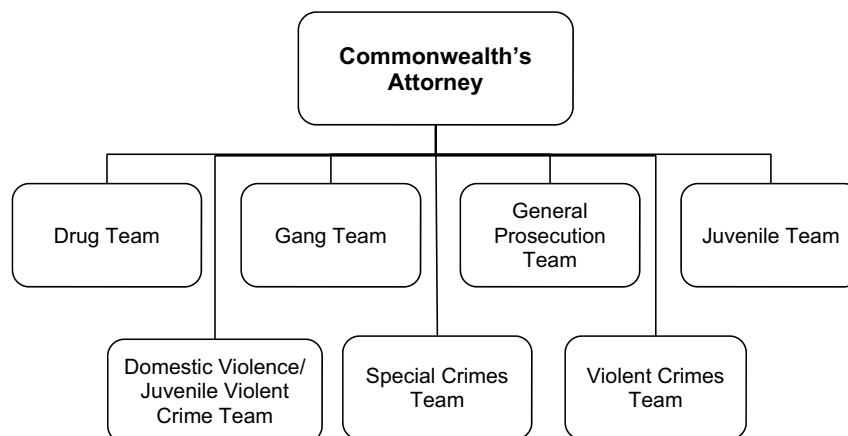 Commonwealth’s
Attorney
Drug Team
Gang Team
General
Prosecution
Team
Juvenile Team
Domestic Violence/
Juvenile Violent
Crime Team
Special Crimes
Team
Violent Crimes
Team